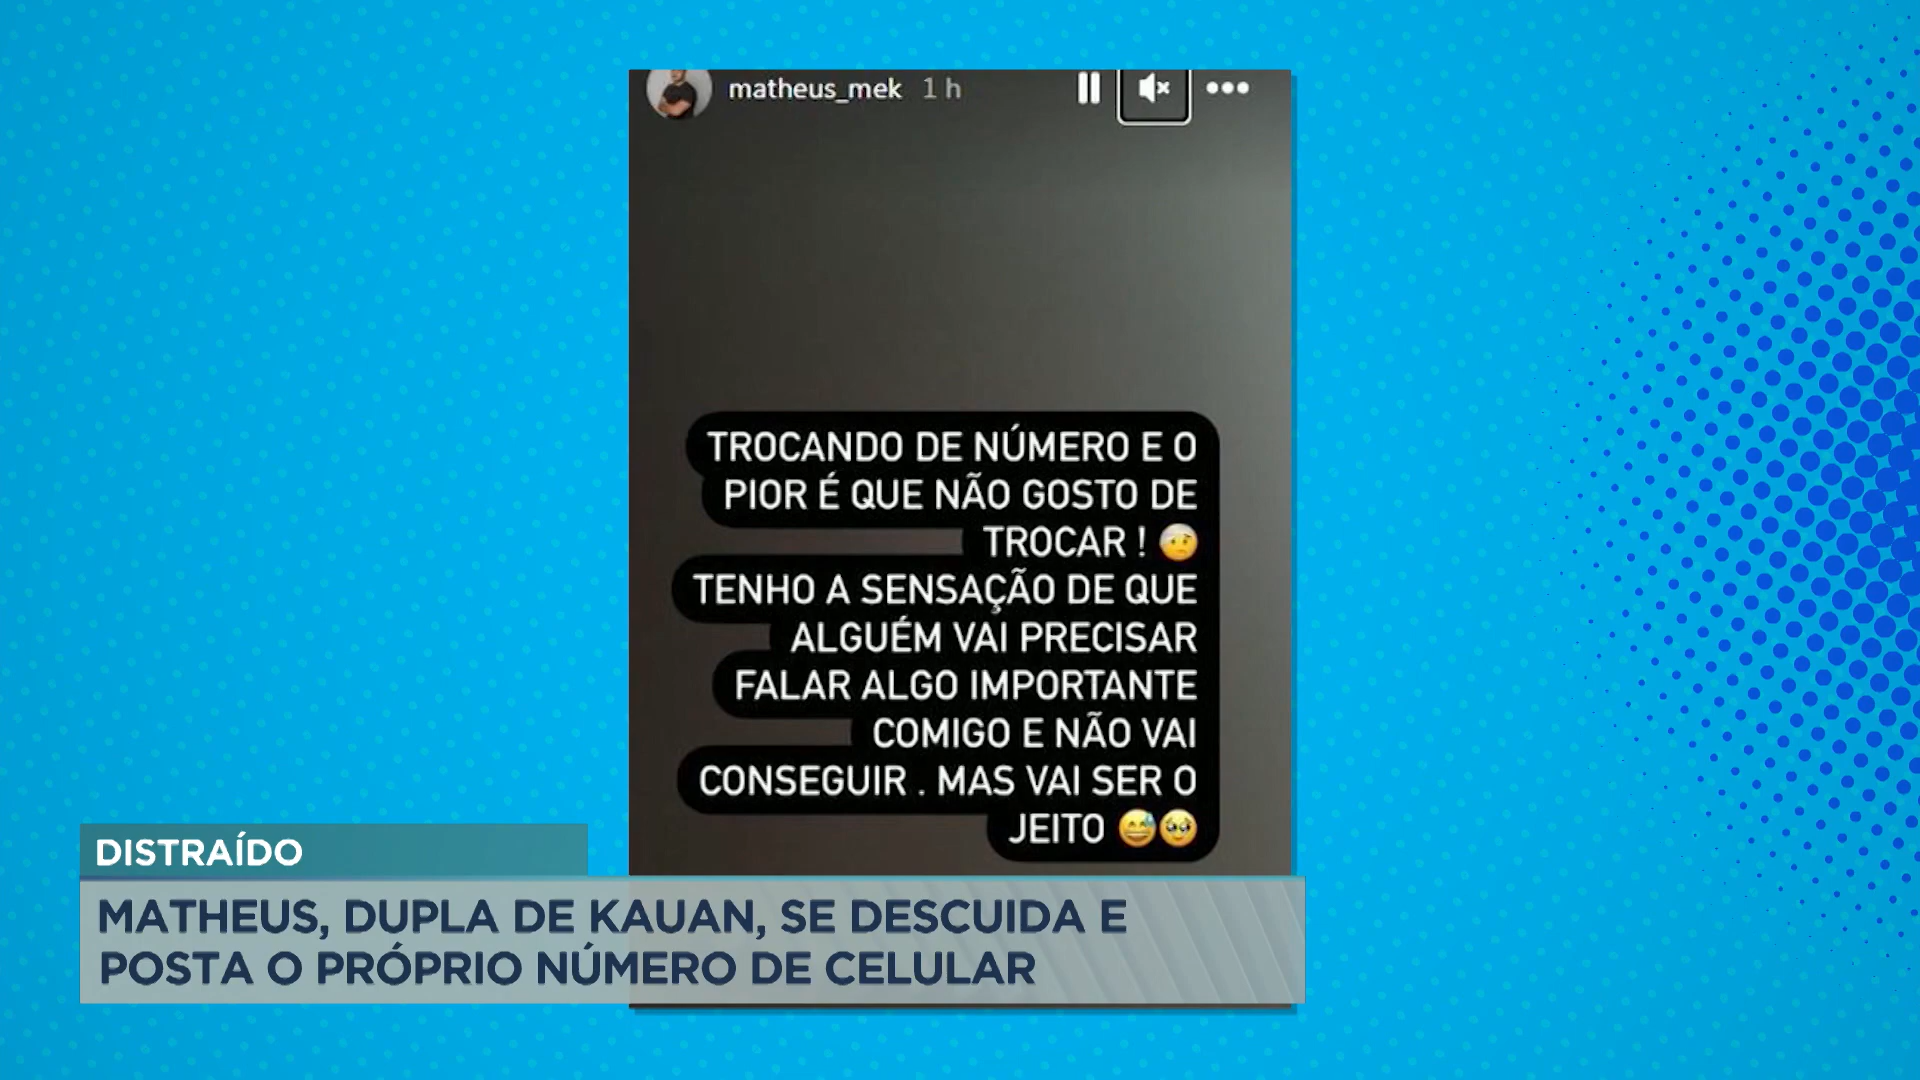 matheus_mek 1 h
TROCANDO DE NÚMERO E O
PIOR É QUE NÃO GOSTO DE
TROCAR ! 🤕
TENHO A SENSAÇÃO DE QUE
ALGUÉM VAI PRECISAR
FALAR ALGO IMPORTANTE
COMIGO E NÃO VAI
CONSEGUIR . MAS VAI SER O
JEITO 😅🥹
DISTRAÍDO
MATHEUS, DUPLA DE KAUAN, SE DESCUIDA E
POSTA O PRÓPRIO NÚMERO DE CELULAR